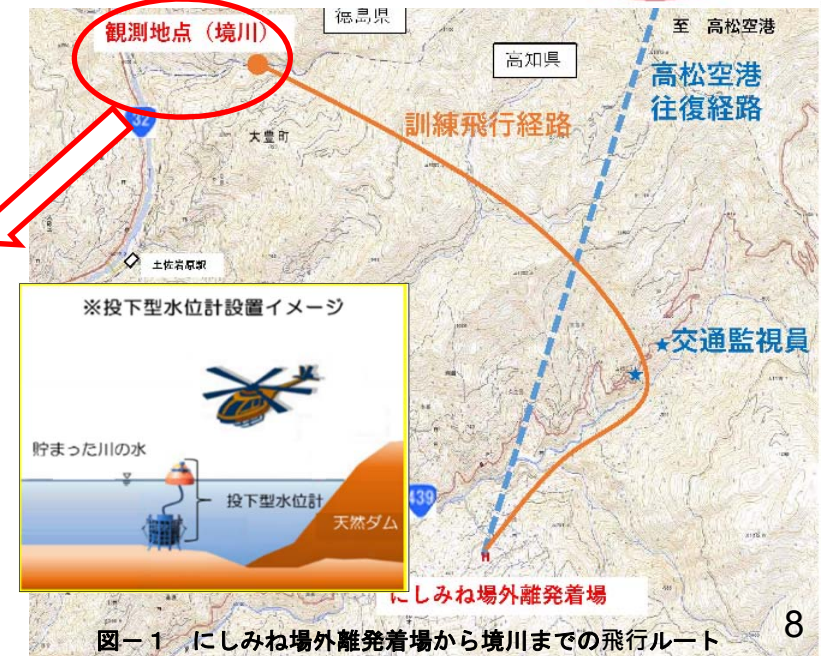 徳島県
観測地点（境川）
至　高松空港
高知県
高松空港
往復経路
32
訓練飛行経路
大豊町
土佐岩原駅
※投下型水位計設置イメージ
★交通監視員
★
貯まった川の水
投下型水位計
天然ダム
439
H
にしみね場外離発着場
図－１　にしみね場外離発着場から境川までの飛行ルート
8